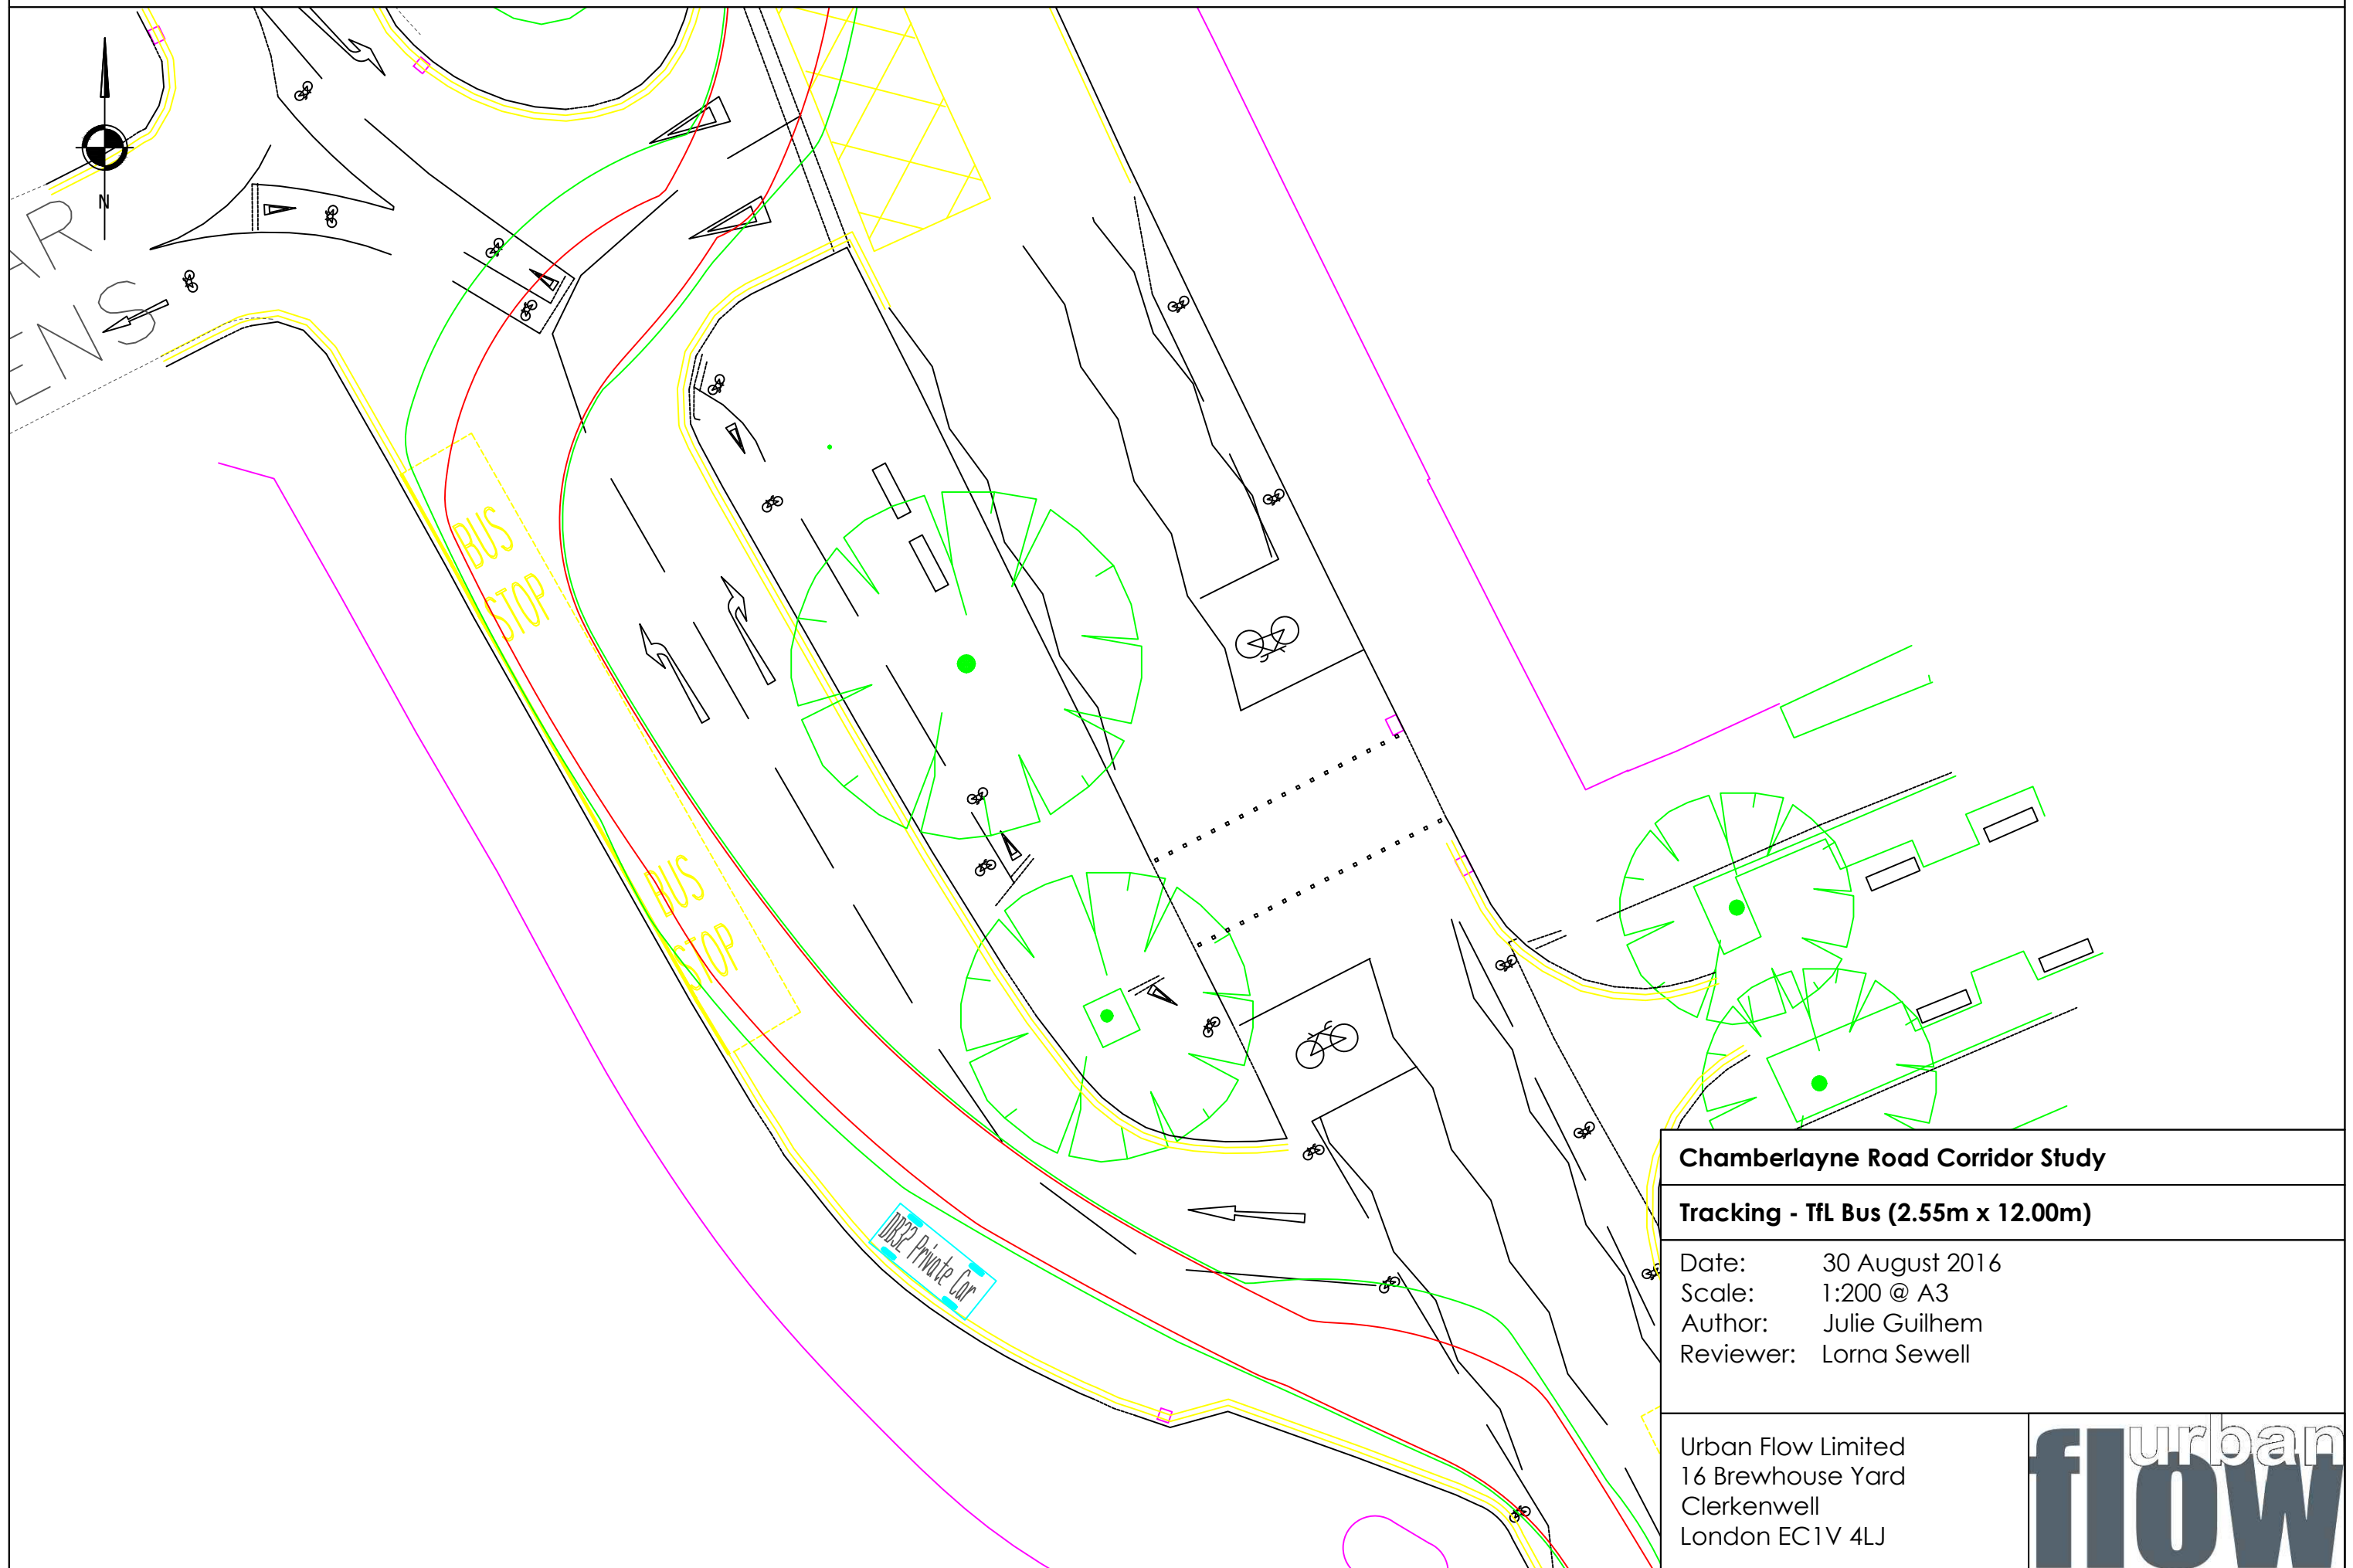 N
AR
ENS
BUS
STOP
BUS
STOP
DB32 Private Car
Chamberlayne Road Corridor Study
Tracking - TfL Bus (2.55m x 12.00m)
Date: 30 August 2016
Scale: 1:200 @ A3
Author: Julie Guilhem
Reviewer: Lorna Sewell
Urban Flow Limited
16 Brewhouse Yard
Clerkenwell
London EC1V 4LJ
urban
flow